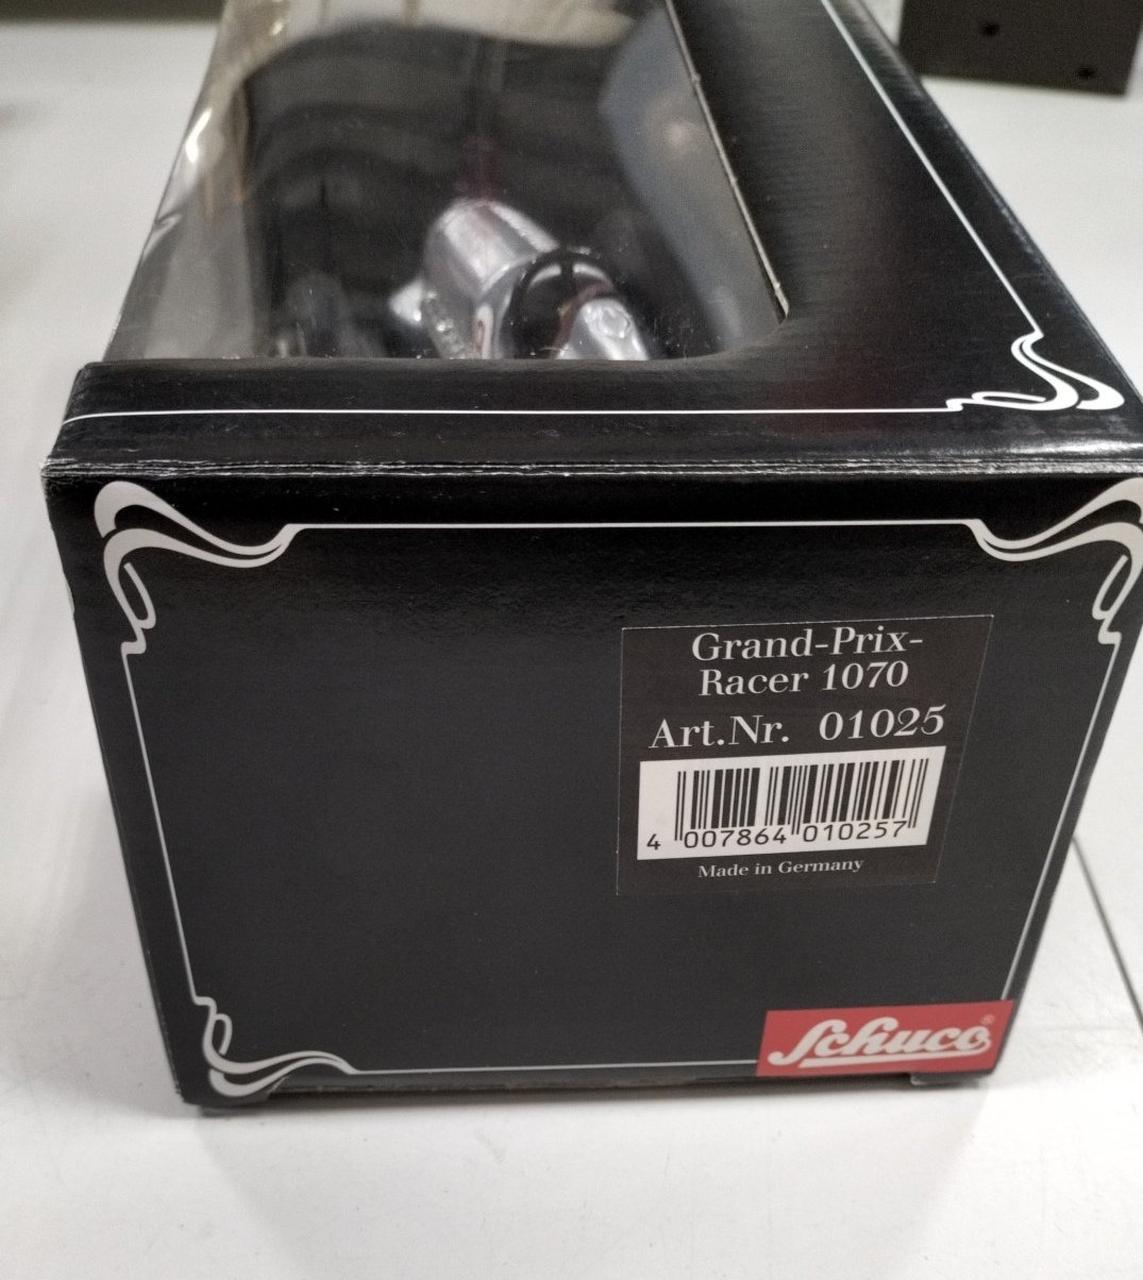 Grand-Prix-
Racer 1070
Art.Nr. 01025
4 007864 010257
Made in Germany
Schuco®